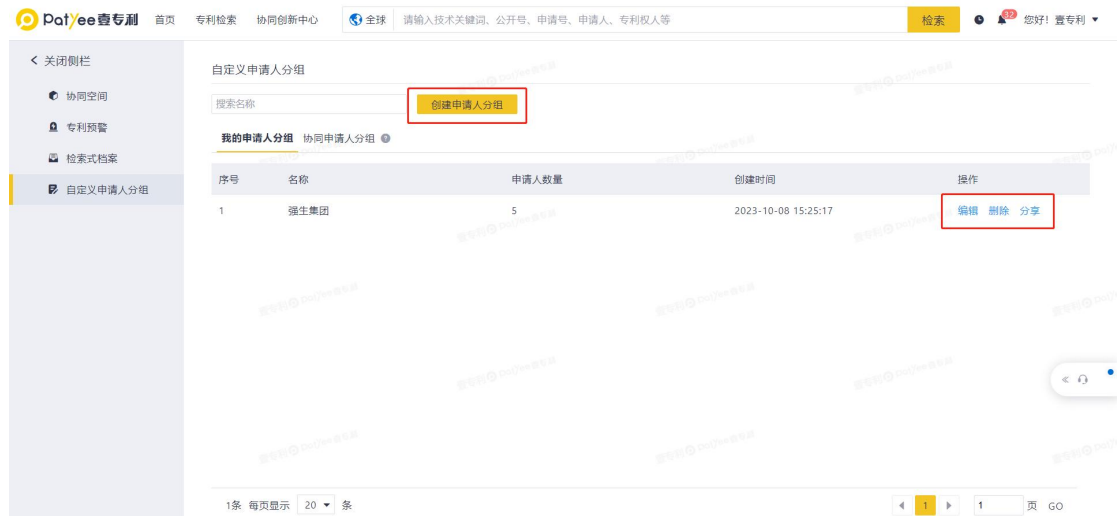 Patyee壹专利 首页 专利检索 协同创新中心 全球 请输入技术关键词、公开号、申请号、申请人、专利权人等 检索 32 您好！壹专利
关闭侧栏
协同空间
专利预警
检索式档案
自定义申请人分组
自定义申请人分组
搜索名称 创建申请人分组
我的申请人分组 协同申请人分组
序号 名称 申请人数量 创建时间 操作
1 强生集团 5 2023-10-08 15:25:17 编辑 删除 分享
1条 每页显示 20 条 1 1 页 GO